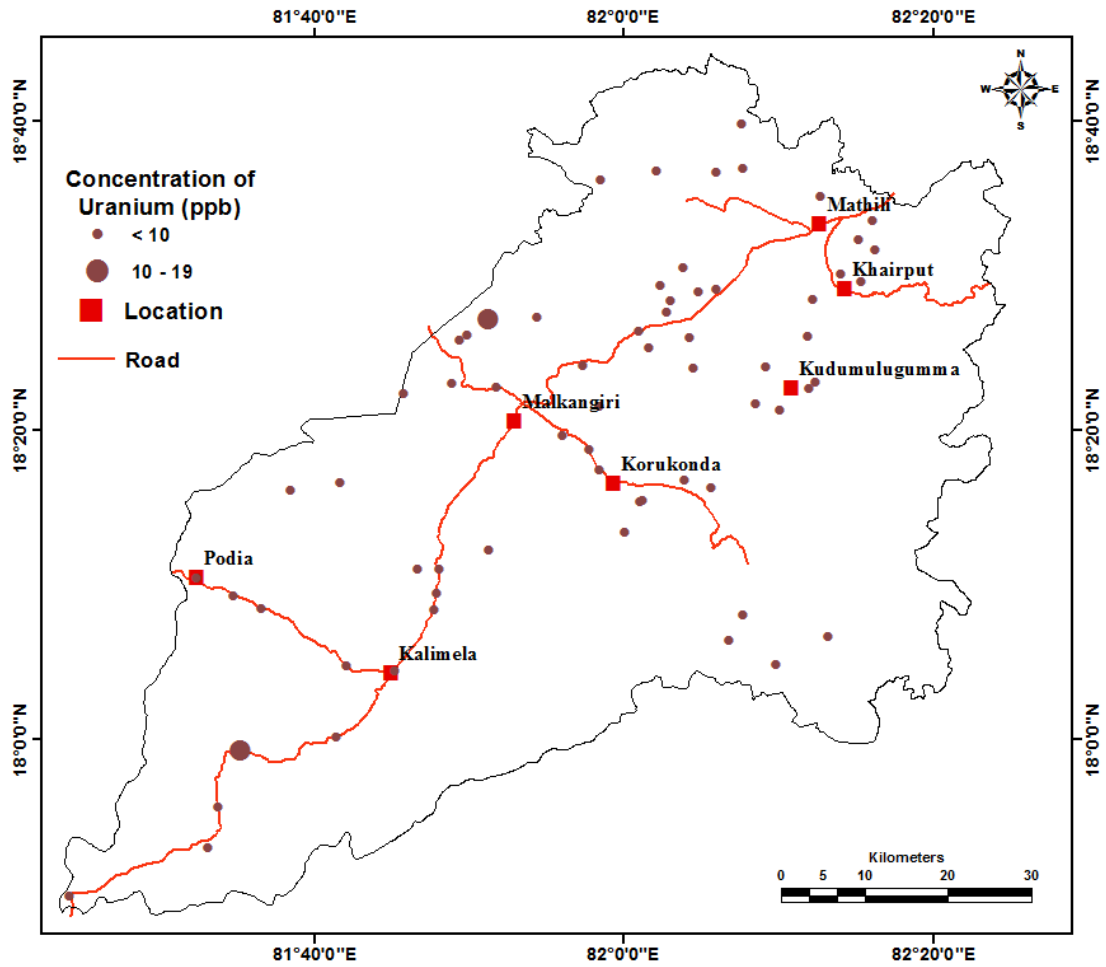 81°40'0"E 82°0'0"E 82°20'0"E
N
W E
S
18°40'0"N 18°40'0"N
Concentration of
Uranium (ppb)
< 10
10 - 19
Location
Road
Mathili
Khairput
Kudumulugumma
Malkangiri
18°20'0"N 18°20'0"N
Korukonda
Podia
Kalimela
18°0'0"N 18°0'0"N
Kilometers
0 5 10 20 30
81°40'0"E 82°0'0"E 82°20'0"E